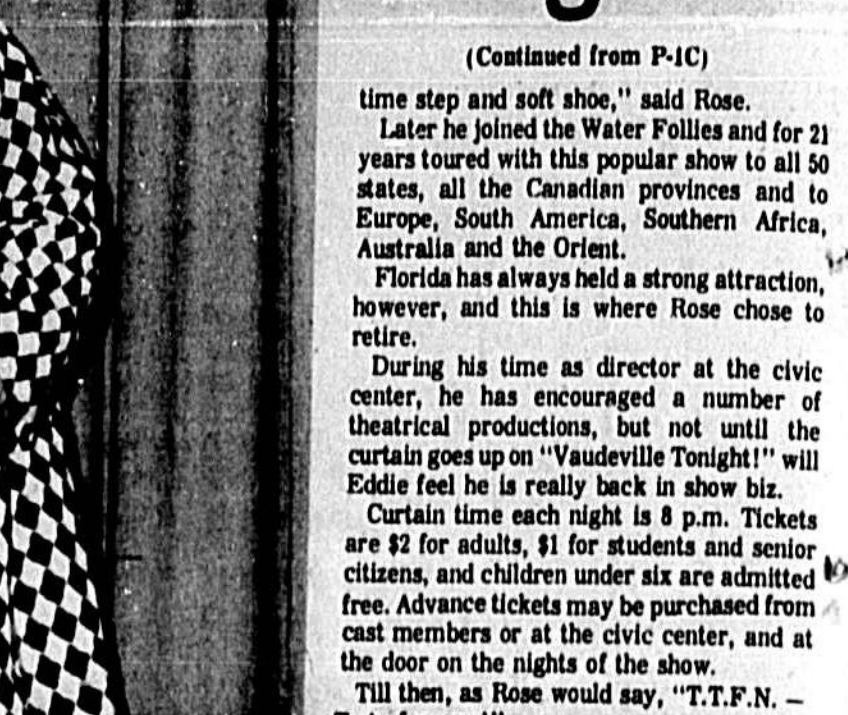 (Continued from P-1C)
time step and soft shoe," said Rose.
Later he joined the Water Follies and for 21
years toured with this popular show to all 50
states, all the Canadian provinces and to
Europe, South America, Southern Africa,
Australia and the Orient.
Florida has always held a strong attraction,
however, and this is where Rose chose to
retire.
During his time as director at the civic
center, he has encouraged a number of
theatrical productions, but not until the
curtain goes up on "Vaudeville Tonight!" will
Eddie feel he is really back in show biz.
Curtain time each night is 8 p.m. Tickets
are $2 for adults, $1 for students and senior
citizens, and children under six are admitted
free. Advance tickets may be purchased from
cast members or at the civic center, and at
the door on the nights of the show.
Till then, as Rose would say, "T.T.F.N. —